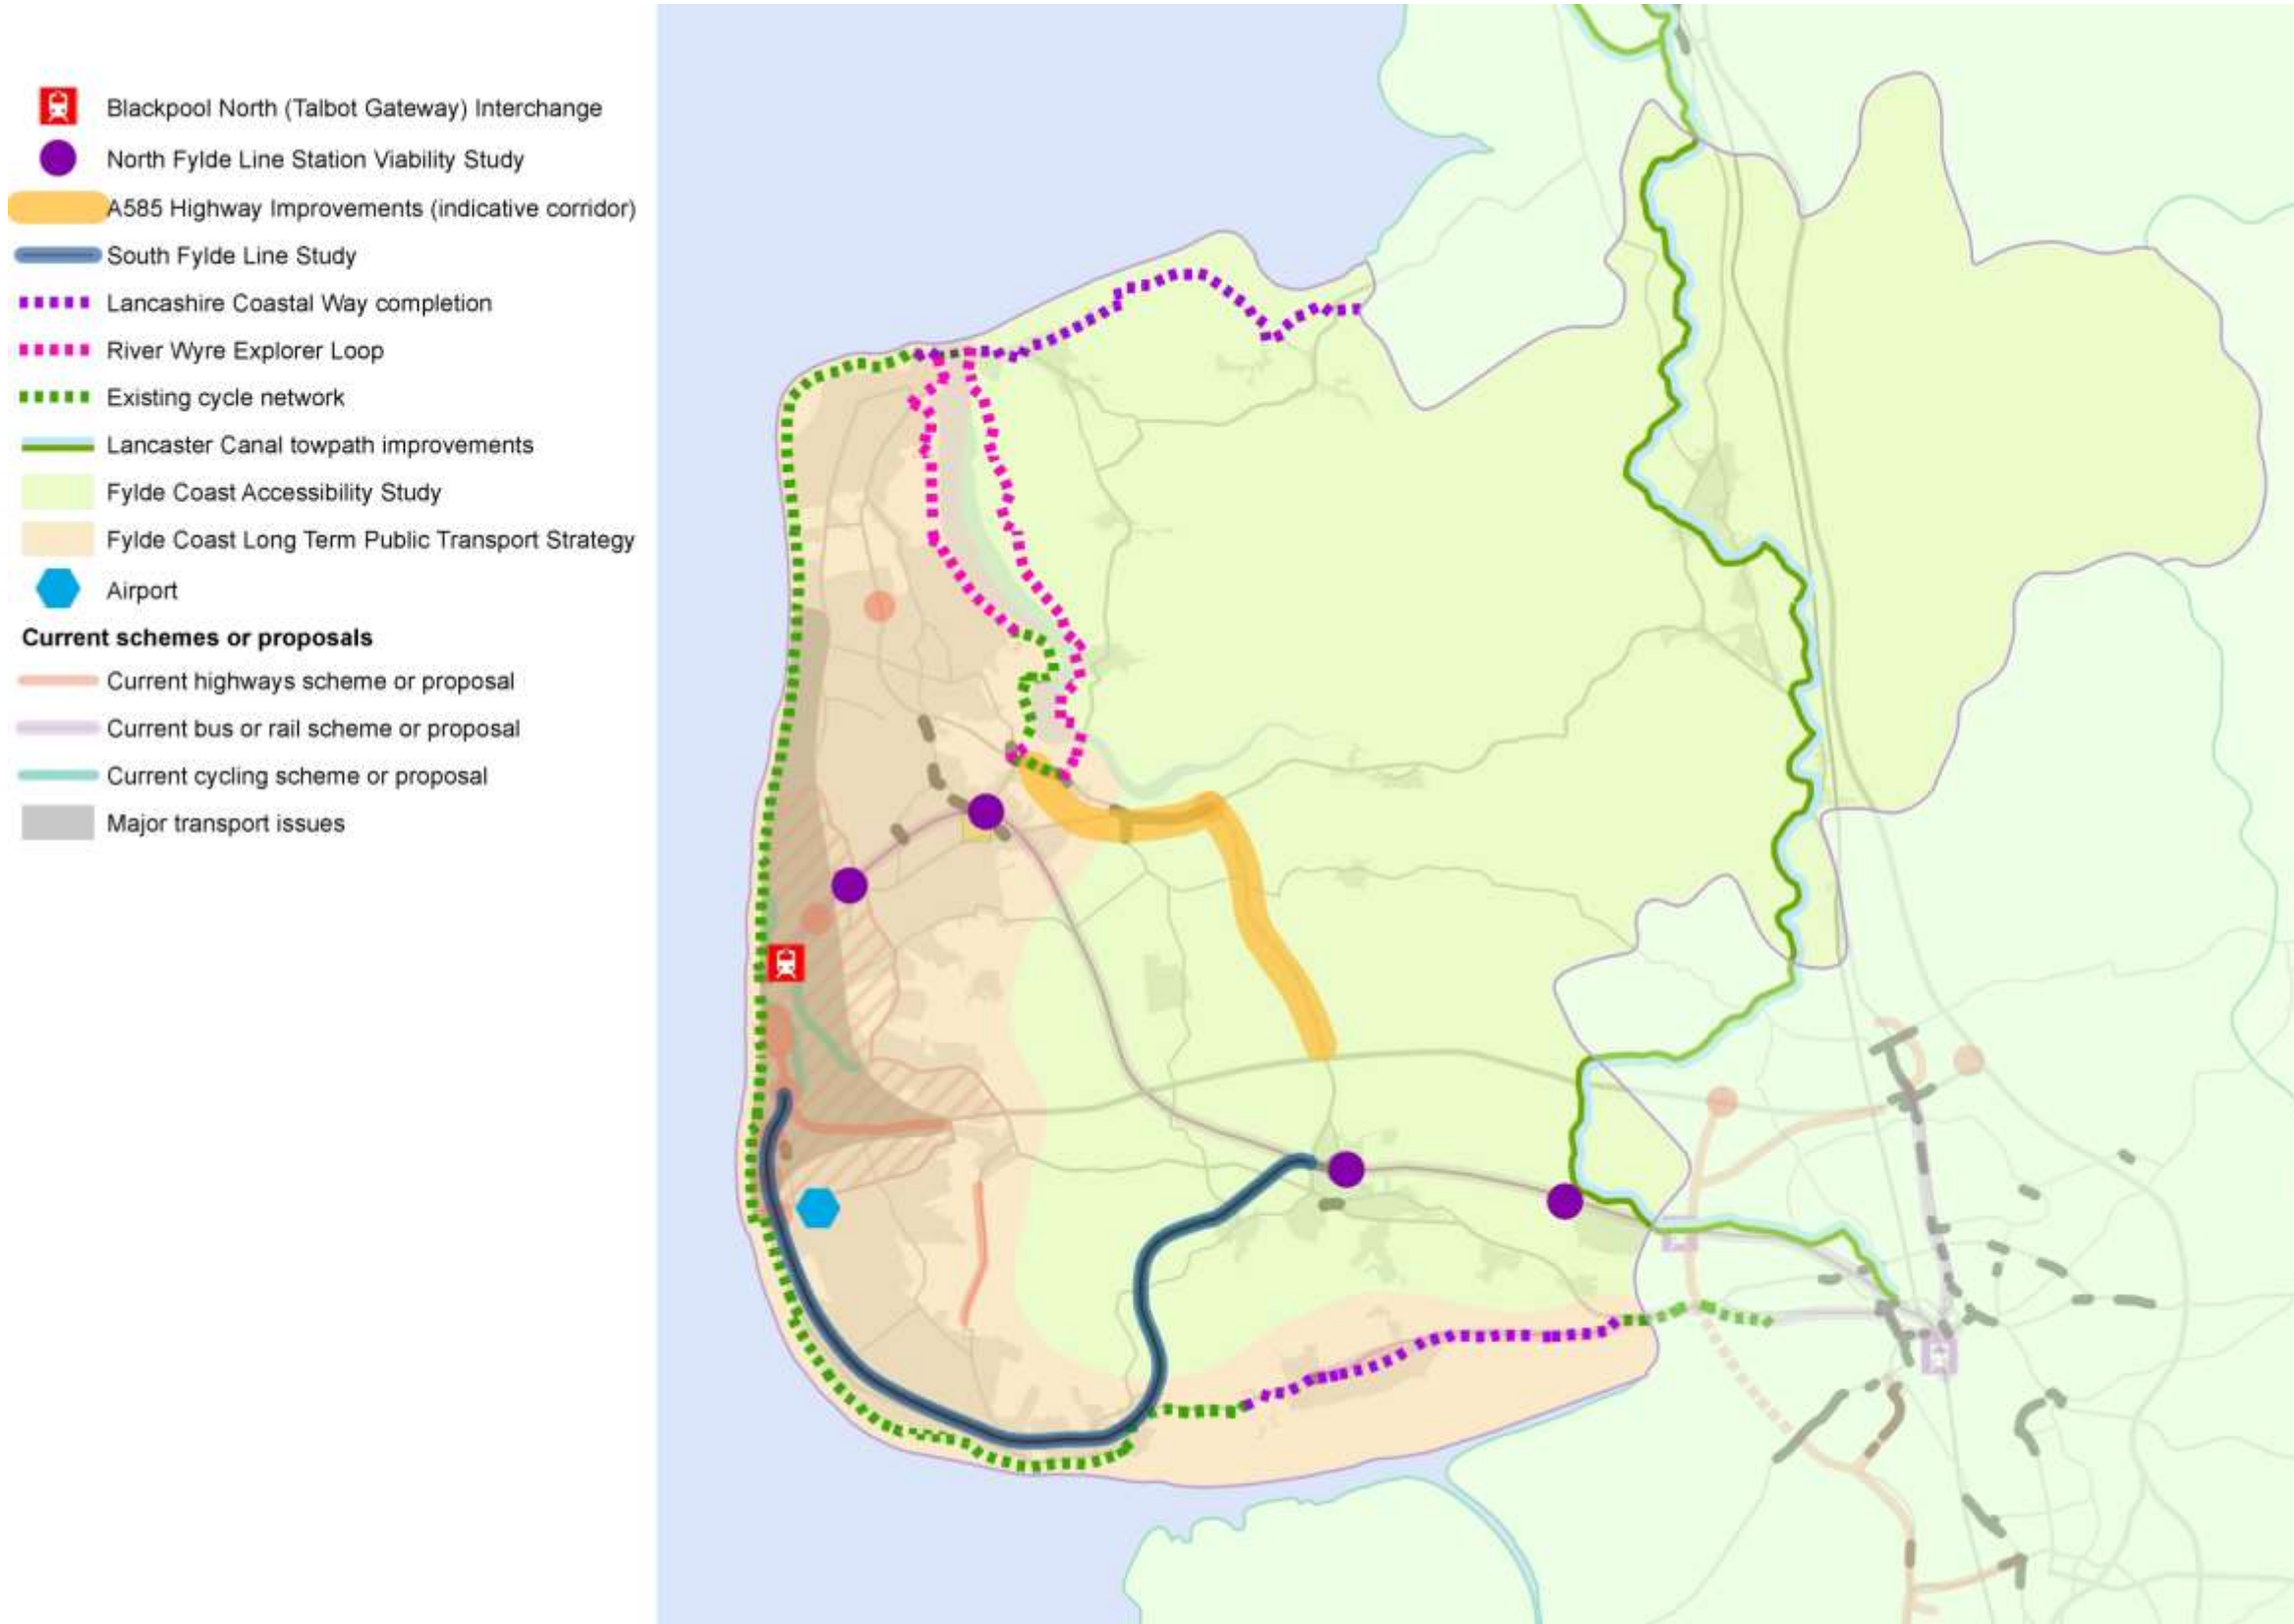 Blackpool North (Talbot Gateway) Interchange
North Fylde Line Station Viability Study
A585 Highway Improvements (indicative corridor)
South Fylde Line Study
Lancashire Coastal Way completion
River Wyre Explorer Loop
Existing cycle network
Lancaster Canal towpath improvements
Fylde Coast Accessibility Study
Fylde Coast Long Term Public Transport Strategy
Airport
Current schemes or proposals
Current highways scheme or proposal
Current bus or rail scheme or proposal
Current cycling scheme or proposal
Major transport issues